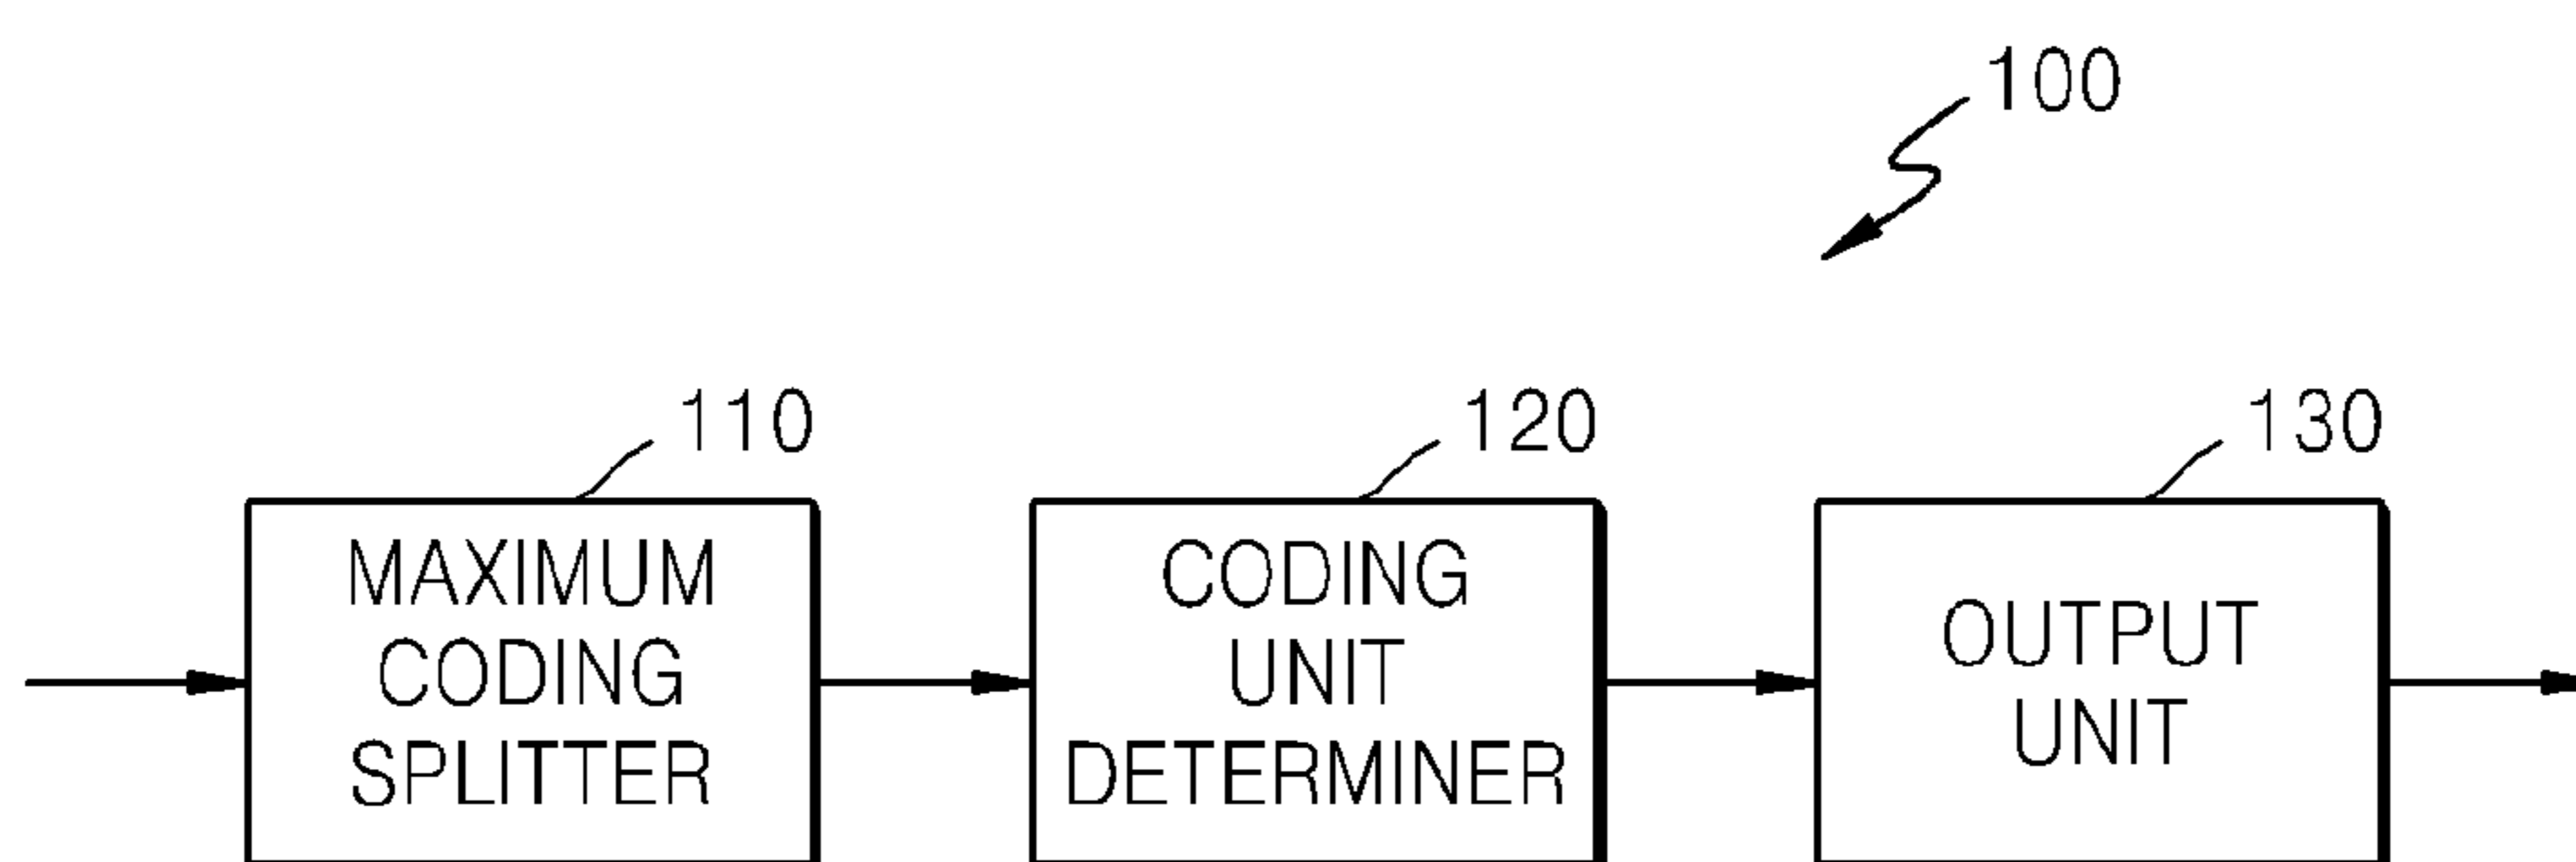 100
110
120
130
MAXIMUM
CODING
SPLITTER
CODING
UNIT
DETERMINER
OUTPUT
UNIT